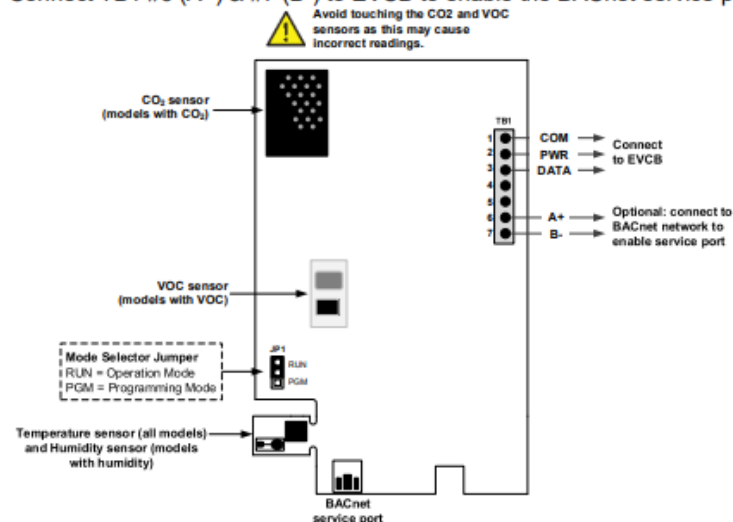 Avoid touching the CO2 and VOC
sensors as this may cause
incorrect readings.
CO₂ sensor
(models with CO₂)
TB1
1
COM
2
PWR
3
DATA
4
5
6
A+
7
B-
Connect
to EVCB
Optional: connect to
BACnet network to
enable service port
VOC sensor
(models with VOC)
JP1
RUN
PGM
Mode Selector Jumper
RUN = Operation Mode
PGM = Programming Mode
Temperature sensor (all models)
and Humidity sensor (models
with humidity)
BACnet
service port